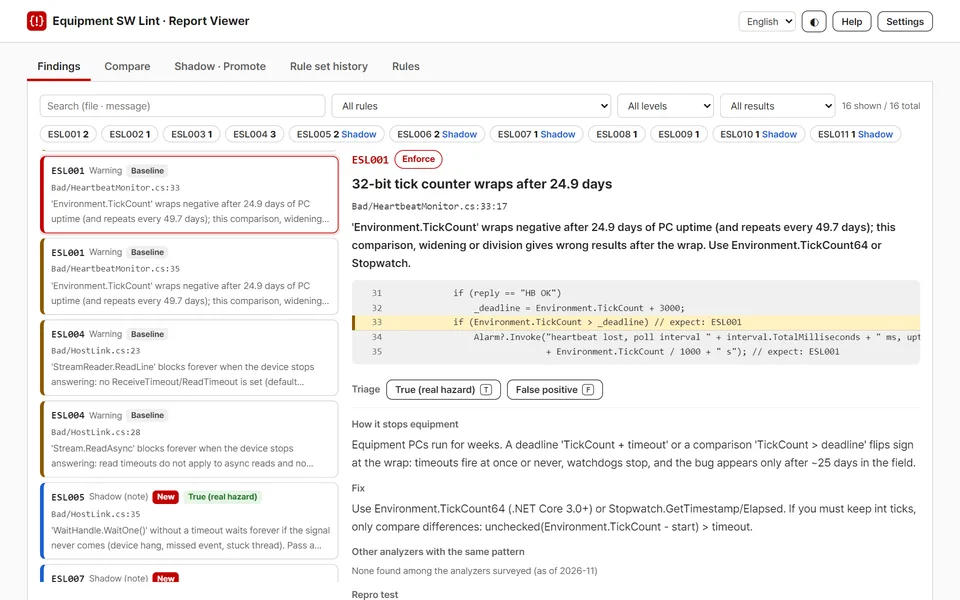 {!} Equipment SW Lint · Report Viewer
English
Help
Settings
Findings
Compare
Shadow · Promote
Rule set history
Rules
Search (file · message)
All rules
All levels
All results
16 shown / 16 total
ESL001 2
ESL002 1
ESL003 1
ESL004 3
ESL005 2 Shadow
ESL006 2 Shadow
ESL007 1 Shadow
ESL008 1
ESL009 1
ESL010 1 Shadow
ESL011 1 Shadow
ESL001 Warning Baseline
Bad/HeartbeatMonitor.cs:33
'Environment.TickCount' wraps negative after 24.9 days of PC
uptime (and repeats every 49.7 days); this comparison, widening...
ESL001 Warning Baseline
Bad/HeartbeatMonitor.cs:35
'Environment.TickCount' wraps negative after 24.9 days of PC
uptime (and repeats every 49.7 days); this comparison, widening...
ESL004 Warning Baseline
Bad/HostLink.cs:23
'StreamReader.ReadLine' blocks forever when the device stops
answering: no ReceiveTimeout/ReadTimeout is set (default...
ESL004 Warning Baseline
Bad/HostLink.cs:28
'Stream.ReadAsync' blocks forever when the device stops
answering: read timeouts do not apply to async reads and no...
ESL005 Shadow (note) New True (real hazard)
Bad/HostLink.cs:35
'WaitHandle.WaitOne()' without a timeout waits forever if the signal
never comes (device hang, missed event, stuck thread). Pass a...
ESL007 Shadow (note) New
ESL001 Enforce
32-bit tick counter wraps after 24.9 days
Bad/HeartbeatMonitor.cs:33:17
'Environment.TickCount' wraps negative after 24.9 days of PC uptime (and repeats every 49.7 days); this
comparison, widening or division gives wrong results after the wrap. Use Environment.TickCount64 or
Stopwatch.
31 if (reply == "HB OK")
32 _deadline = Environment.TickCount + 3000;
33 if (Environment.TickCount > _deadline) // expect: ESL001
34 Alarm?.Invoke("heartbeat lost, poll interval " + interval.TotalMilliseconds + " ms, upt
35 + Environment.TickCount / 1000 + " s"); // expect: ESL001
Triage
True (real hazard) T
False positive F
How it stops equipment
Equipment PCs run for weeks. A deadline 'TickCount + timeout' or a comparison 'TickCount > deadline' flips sign
at the wrap: timeouts fire at once or never, watchdogs stop, and the bug appears only after ~25 days in the field.
Fix
Use Environment.TickCount64 (.NET Core 3.0+) or Stopwatch.GetTimestamp/Elapsed. If you must keep int ticks,
only compare differences: unchecked(Environment.TickCount - start) > timeout.
Other analyzers with the same pattern
None found among the analyzers surveyed (as of 2026-11)
Repro test